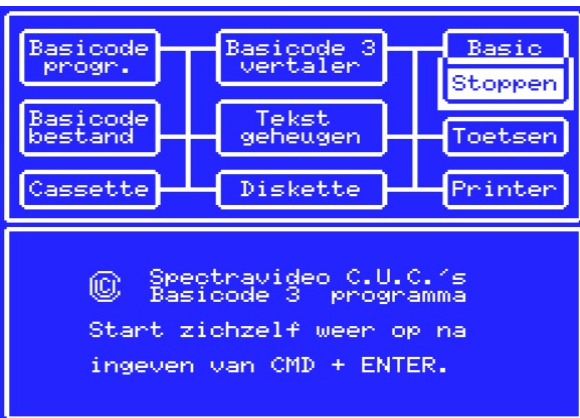 Basicode progr.
Basicode 3 vertaler
Basic
Stoppen
Basicode bestand
Tekst geheugen
Toetsen
Cassette
Diskette
Printer
© Spectravideo C.U.C.'s
Basicode 3 programma
Start zichzelf weer op na
ingeven van CMD + ENTER.